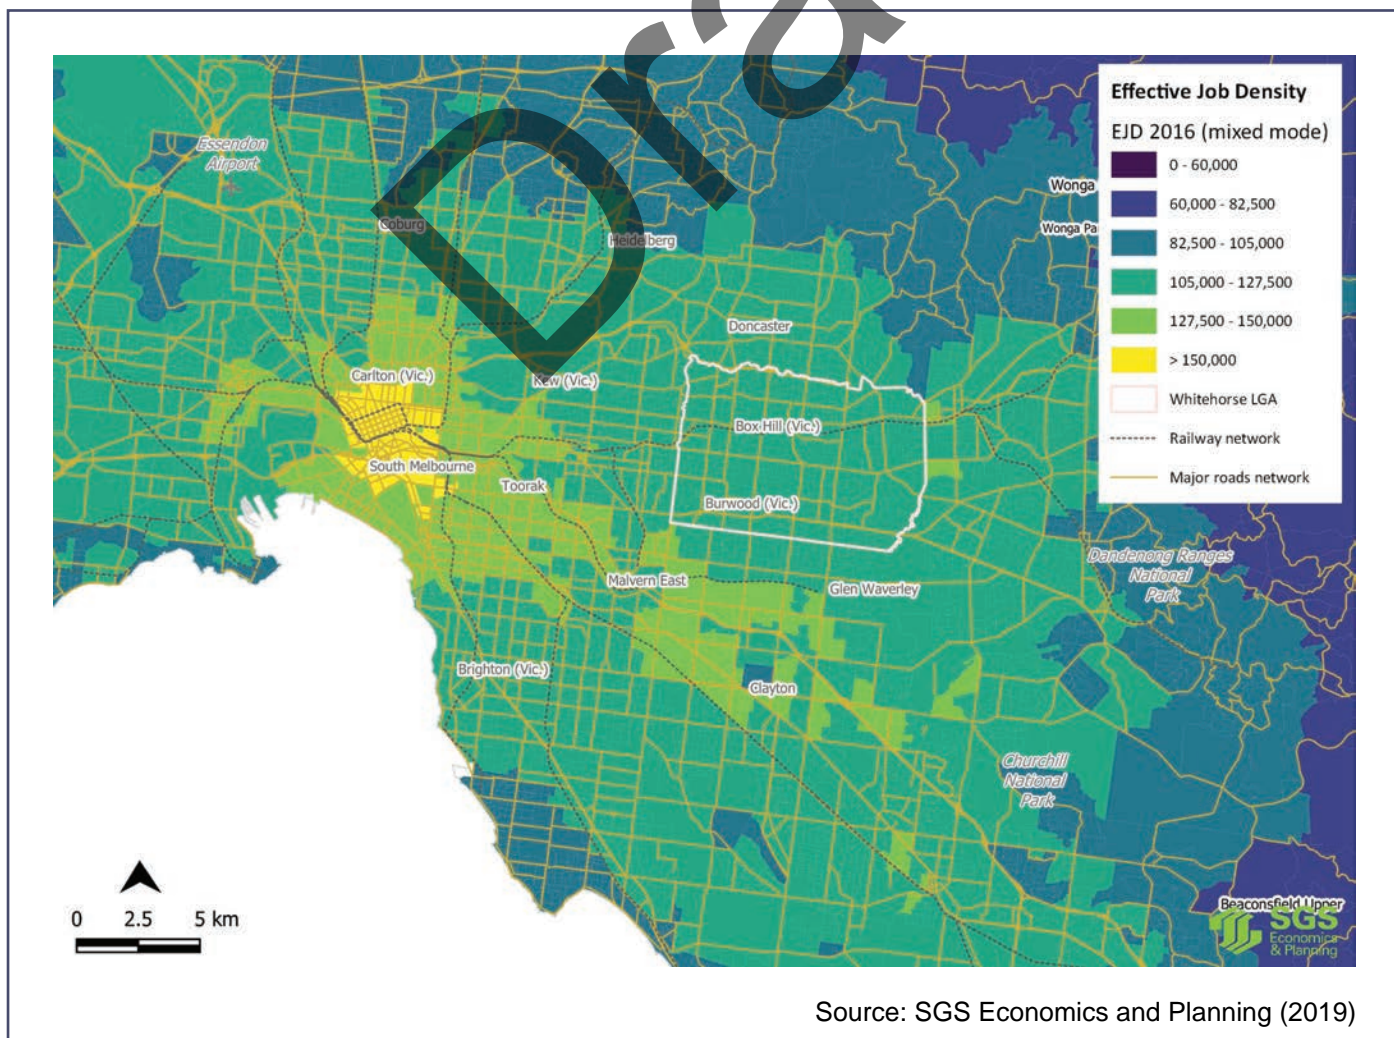 Dra
Effective Job Density
EJD 2016 (mixed mode)
0 - 60,000
60,000 - 82,500
82,500 - 105,000
105,000 - 127,500
127,500 - 150,000
> 150,000
Whitehorse LGA
Railway network
Major roads network
Essendon
Airport
Coburg
Heidelberg
Wonga
Wonga Pa
Doncaster
Carlton (Vic.)
Kew (Vic.)
Box Hill (Vic.)
South Melbourne
Toorak
Burwood (Vic.)
Malvern East
Glen Waverley
Dandenong Ranges
National
Park
Brighton (Vic.)
Clayton
Churchill
National
Park
Beaconsfield Upper
0 2.5 5 km
SGS
Economics
& Planning
Source: SGS Economics and Planning (2019)